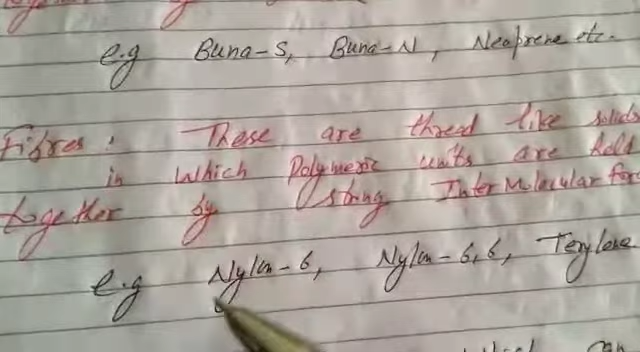 e.g Buna-S, Buna-N, Neoprene etc.
Fibres: These are thread like solids
in which Polymeric units are held
together by strong Inter Molecular for
e.g Nylon-6, Nylon-6,6, Terylene
can